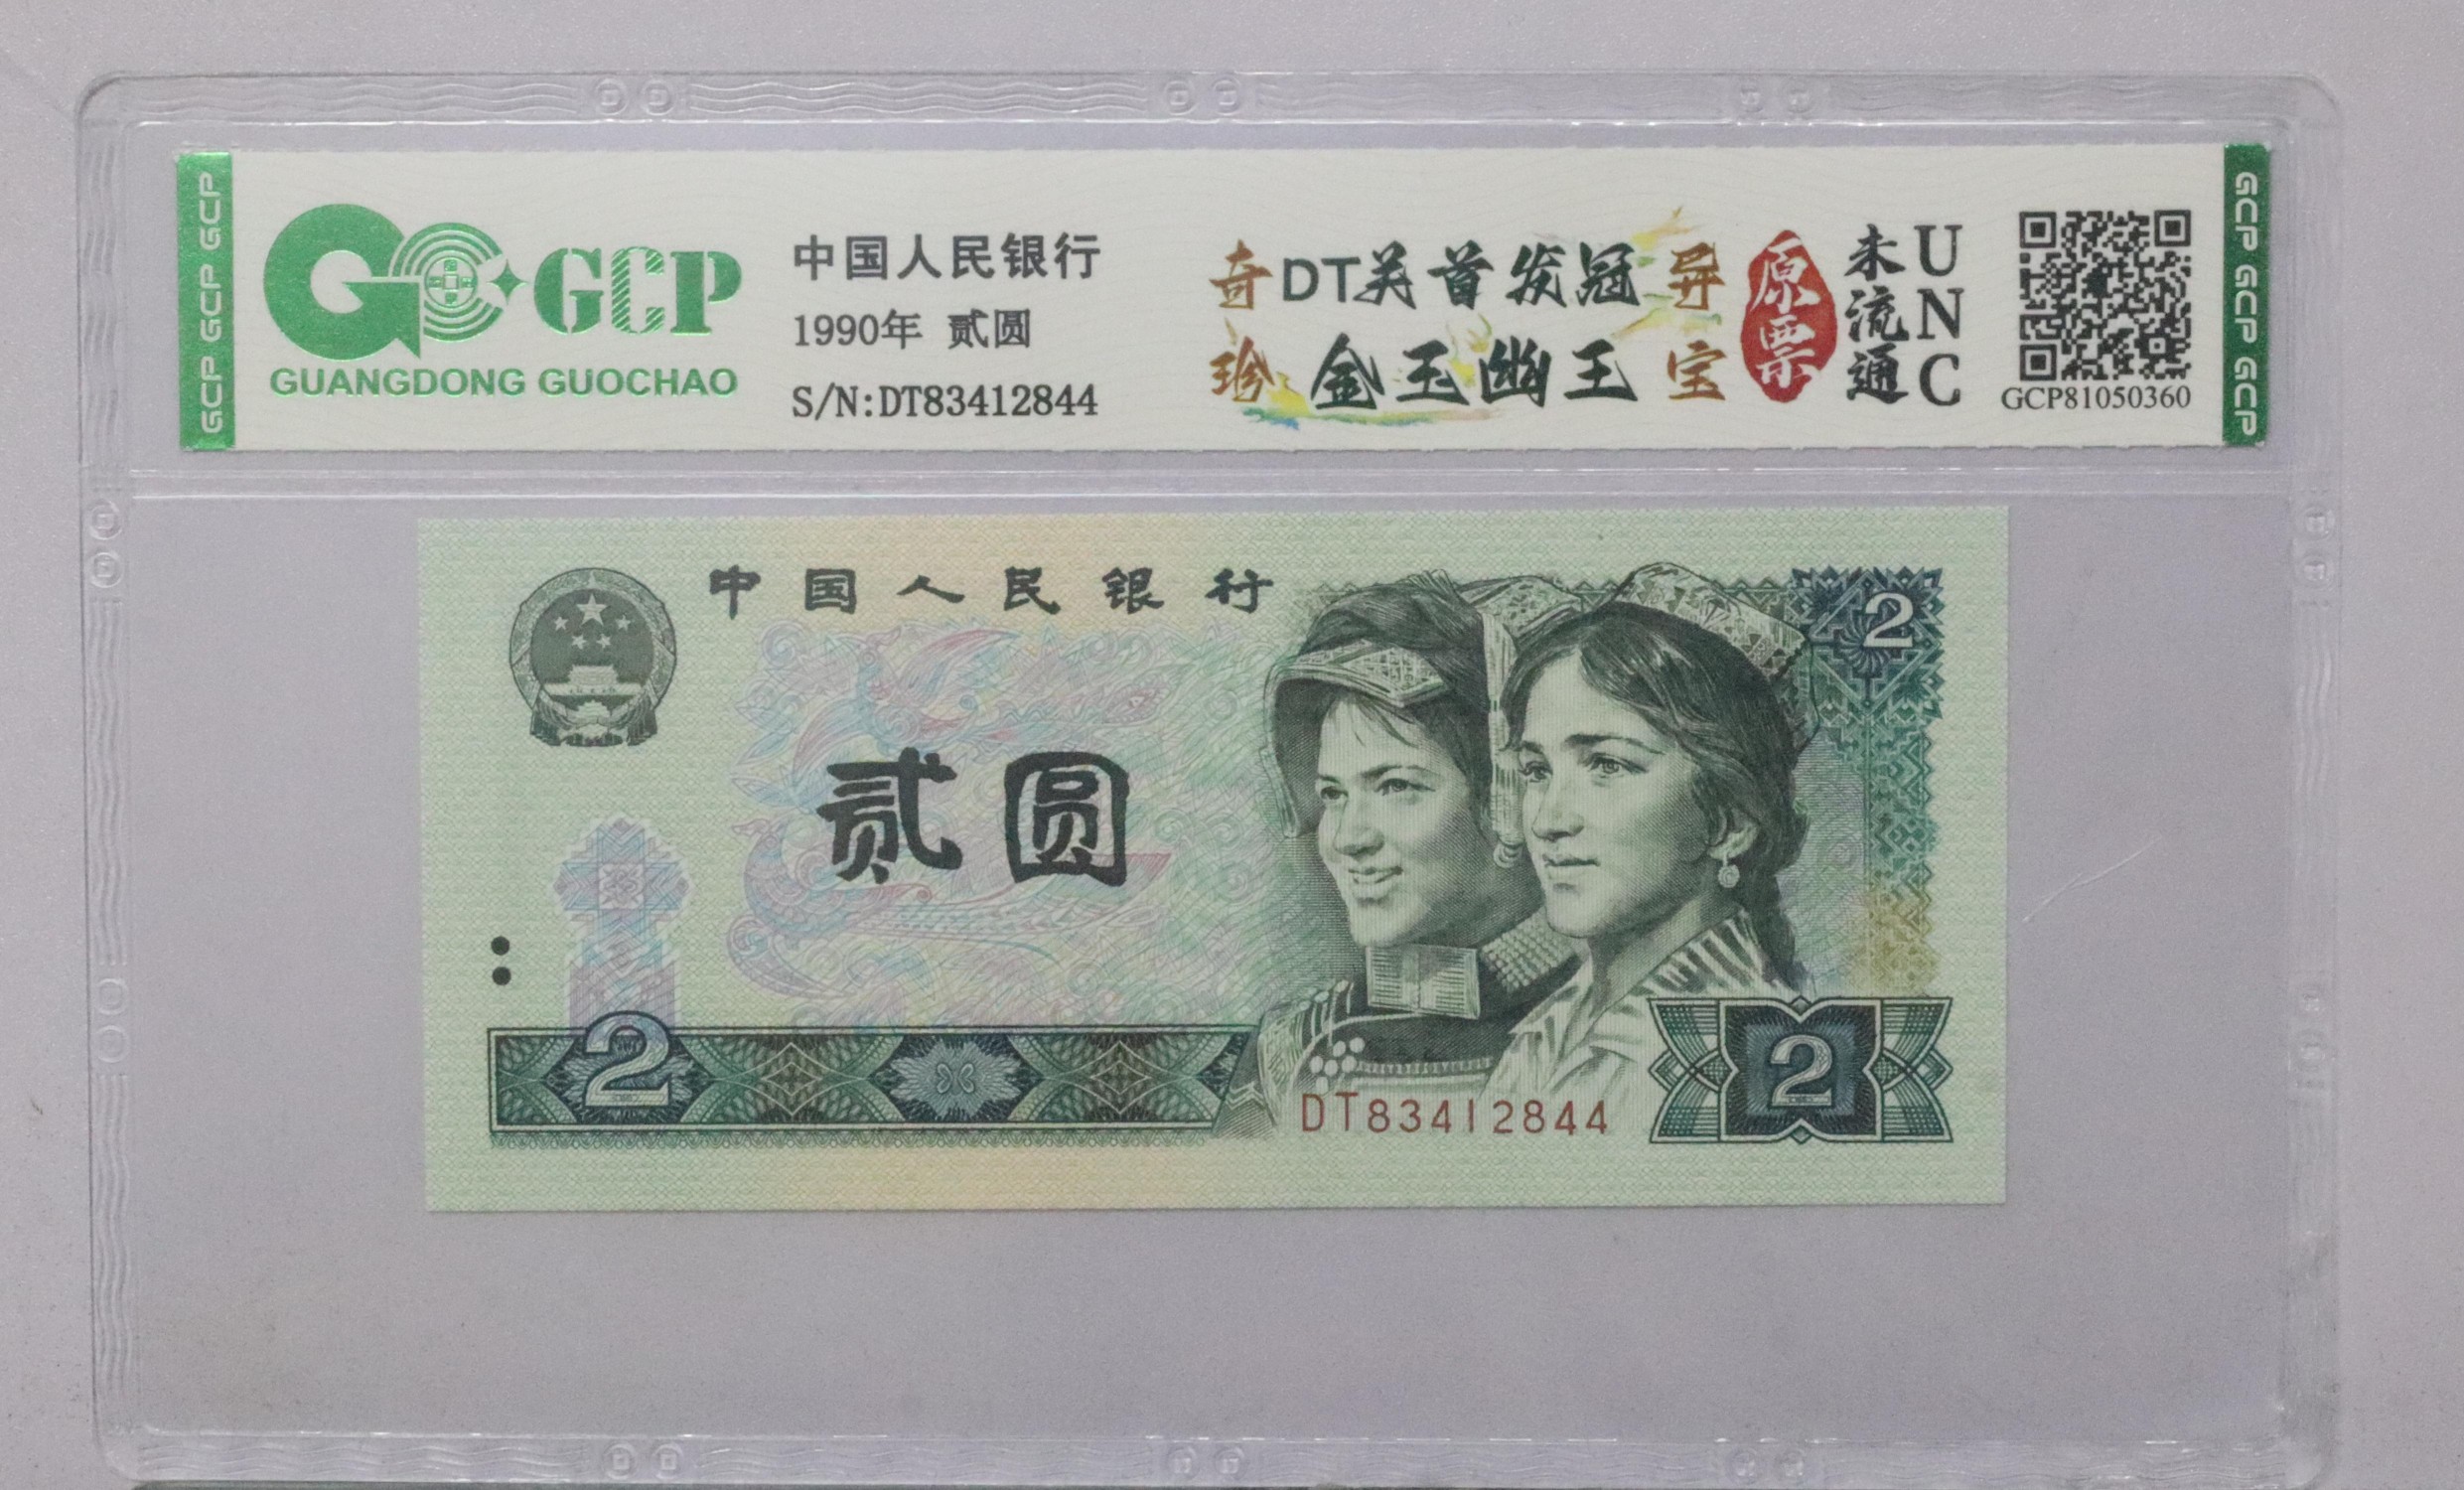 GCP GCP GCP
GCP
GUANGDONG GUOCHAO
中国人民银行
1990年 贰圆
S/N:DT83412844
奇 DT关首发冠 异
珍 金玉幽王 宝
原票
未流通
UNC
GCP81050360
GCP GCP GCP
中国人民银行
2
贰圆
2
DT83412844
2